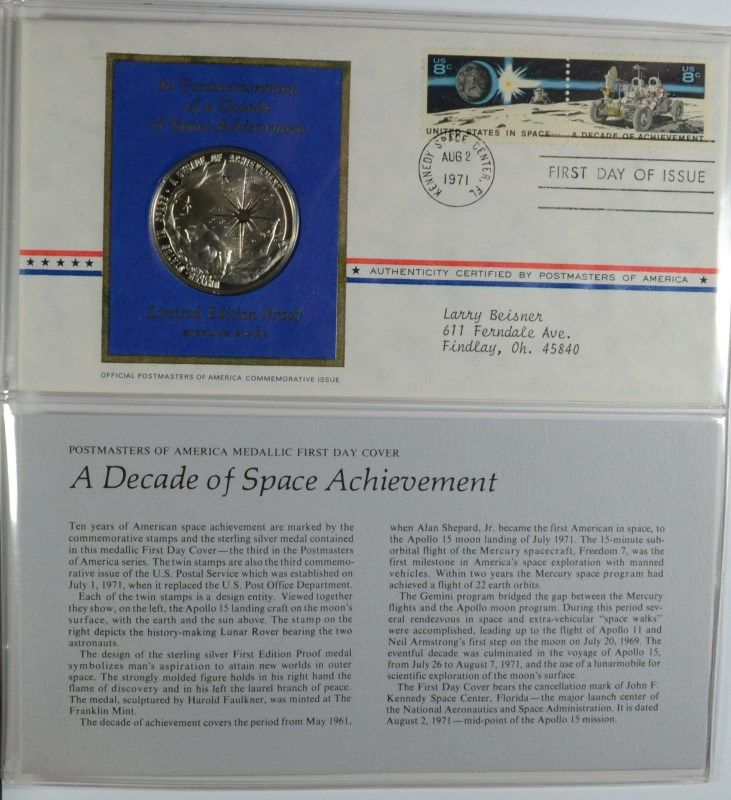 In Commemoration
of a Decade
of Space Achievement
A DECADE OF ACHIEVEMENT
UNITED STATES IN SPACE
Limited Edition Proof
STERLING SILVER
OFFICIAL POSTMASTERS OF AMERICA COMMEMORATIVE ISSUE
US
8c
US
8c
UNITED STATES IN SPACE... A DECADE OF ACHIEVEMENT
KENNEDY SPACE CENTER, FL
AUG 2
1971
FIRST DAY OF ISSUE
AUTHENTICITY CERTIFIED BY POSTMASTERS OF AMERICA
Larry Beisner
611 Ferndale Ave.
Findlay, Oh. 45840
POSTMASTERS OF AMERICA MEDALLIC FIRST DAY COVER
A Decade of Space Achievement
Ten years of American space achievement are marked by the
commemorative stamps and the sterling silver medal contained
in this medallic First Day Cover—the third in the Postmasters
of America series. The twin stamps are also the third commemo-
rative issue of the U.S. Postal Service which was established on
July 1, 1971, when it replaced the U.S. Post Office Department.
Each of the twin stamps is a design entity. Viewed together
they show, on the left, the Apollo 15 landing craft on the moon's
surface, with the earth and the sun above. The stamp on the
right depicts the history-making Lunar Rover bearing the two
astronauts.
The design of the sterling silver First Edition Proof medal
symbolizes man's aspiration to attain new worlds in outer
space. The strongly molded figure holds in his right hand the
flame of discovery and in his left the laurel branch of peace.
The medal, sculptured by Harold Faulkner, was minted at The
Franklin Mint.
The decade of achievement covers the period from May 1961,
when Alan Shepard, Jr. became the first American in space, to
the Apollo 15 moon landing of July 1971. The 15-minute sub-
orbital flight of the Mercury spacecraft, Freedom 7, was the
first milestone in America's space exploration with manned
vehicles. Within two years the Mercury space program had
achieved a flight of 22 earth orbits.
The Gemini program bridged the gap between the Mercury
flights and the Apollo moon program. During this period sev-
eral rendezvous in space and extra-vehicular "space walks"
were accomplished, leading up to the flight of Apollo 11 and
Neil Armstrong's first step on the moon on July 20, 1969. The
eventful decade was culminated in the voyage of Apollo 15,
from July 26 to August 7, 1971, and the use of a lunarmobile for
scientific exploration of the moon's surface.
The First Day Cover bears the cancellation mark of John F.
Kennedy Space Center, Florida—the major launch center of
the National Aeronautics and Space Administration. It is dated
August 2, 1971—mid-point of the Apollo 15 mission.